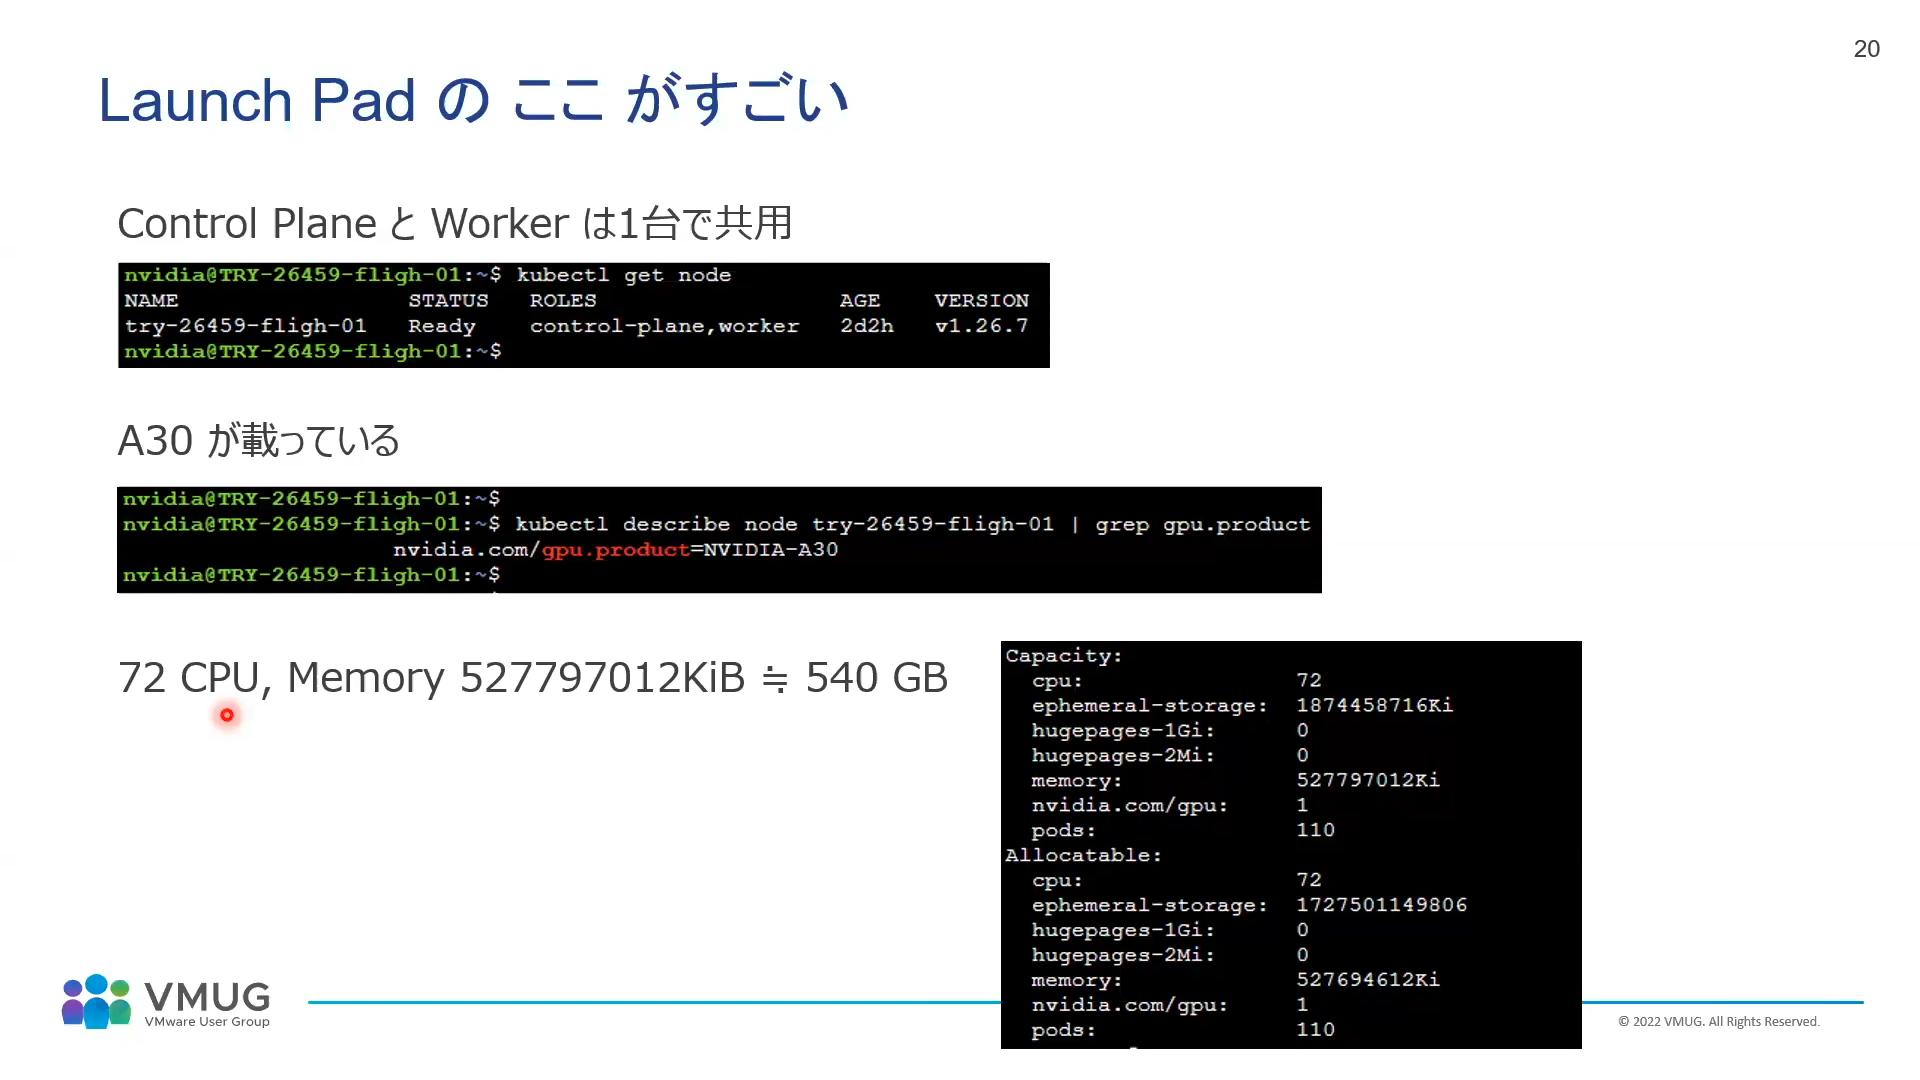 20
Launch Pad の ここ がすごい
Control Plane と Worker は1台で共用
nvidia@TRY-26459-fligh-01:~$ kubectl get node
NAME STATUS ROLES AGE VERSION
try-26459-fligh-01 Ready control-plane,worker 2d2h v1.26.7
nvidia@TRY-26459-fligh-01:~$
A30 が載っている
nvidia@TRY-26459-fligh-01:~$
nvidia@TRY-26459-fligh-01:~$ kubectl describe node try-26459-fligh-01 | grep gpu.product
nvidia.com/gpu.product=NVIDIA-A30
nvidia@TRY-26459-fligh-01:~$
72 CPU, Memory 527797012KiB ≒ 540 GB
Capacity:
cpu: 72
ephemeral-storage: 1874458716Ki
hugepages-1Gi: 0
hugepages-2Mi: 0
memory: 527797012Ki
nvidia.com/gpu: 1
pods: 110
Allocatable:
cpu: 72
ephemeral-storage: 1727501149806
hugepages-1Gi: 0
hugepages-2Mi: 0
memory: 527694612Ki
nvidia.com/gpu: 1
pods: 110
VMUG
VMware User Group
© 2022 VMUG. All Rights Reserved.